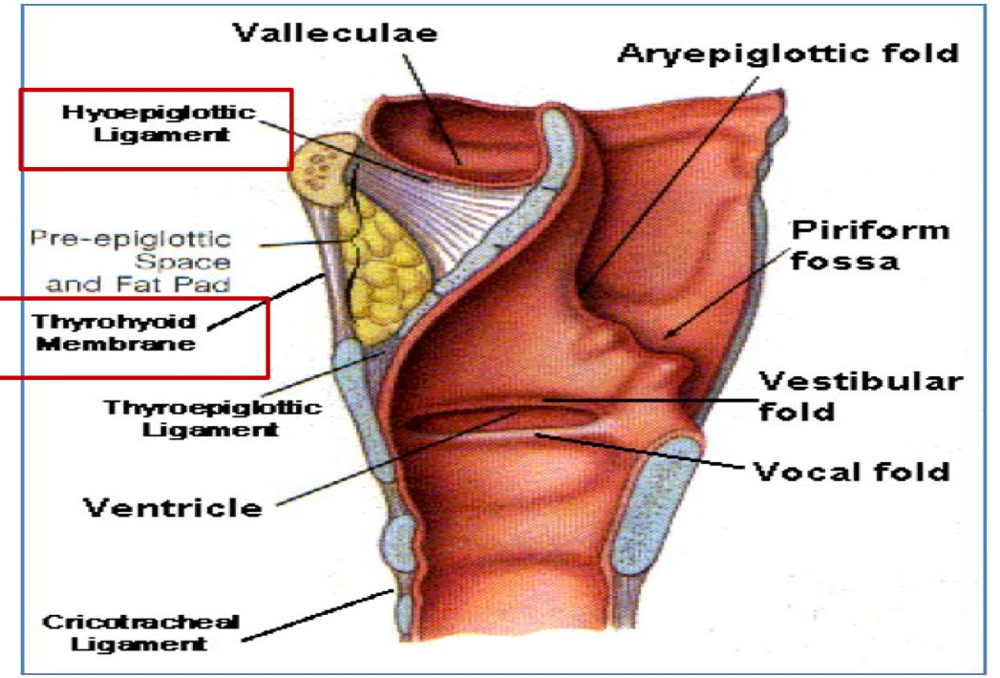 Valleculae
Aryepiglottic fold
Hyoepiglottic
Ligament
Pre-epiglottic
Space
and Fat Pad
Piriform
fossa
Thyrohyoid
Membrane
Thyroepiglottic
Ligament
Vestibular
fold
Ventricle
Vocal fold
Cricotracheal
Ligament